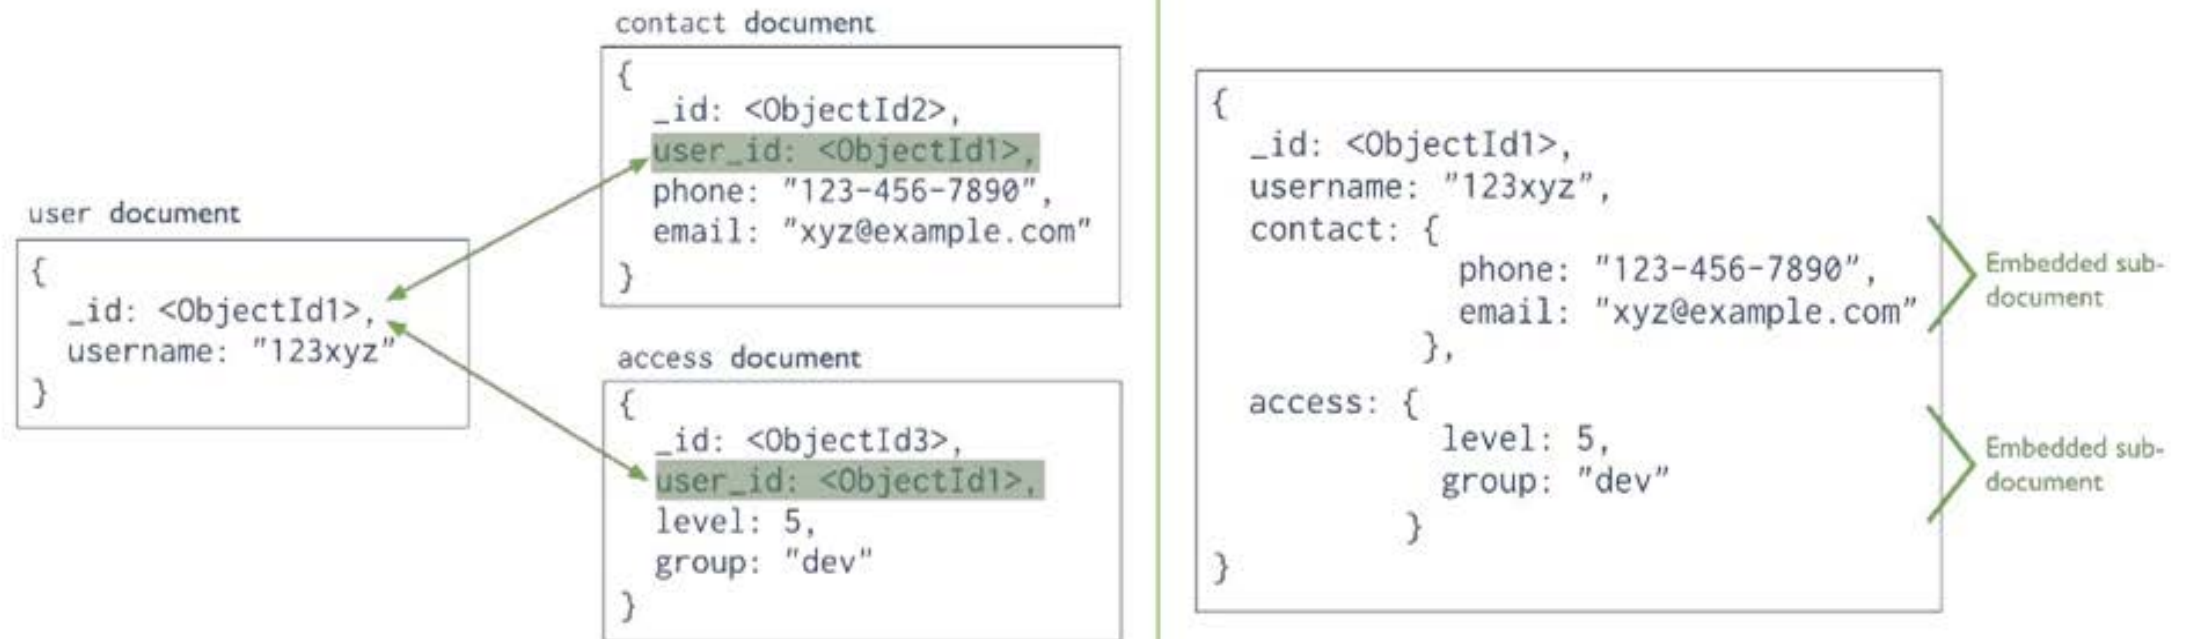 user document
{
_id: <ObjectId1>,
username: "123xyz"
}
contact document
{
_id: <ObjectId2>,
user_id: <ObjectId1>,
phone: "123-456-7890",
email: "xyz@example.com"
}
access document
{
_id: <ObjectId3>,
user_id: <ObjectId1>,
level: 5,
group: "dev"
}
{
_id: <ObjectId1>,
username: "123xyz",
contact: {
phone: "123-456-7890",
email: "xyz@example.com"
},
access: {
level: 5,
group: "dev"
}
}
Embedded sub-
document
Embedded sub-
document